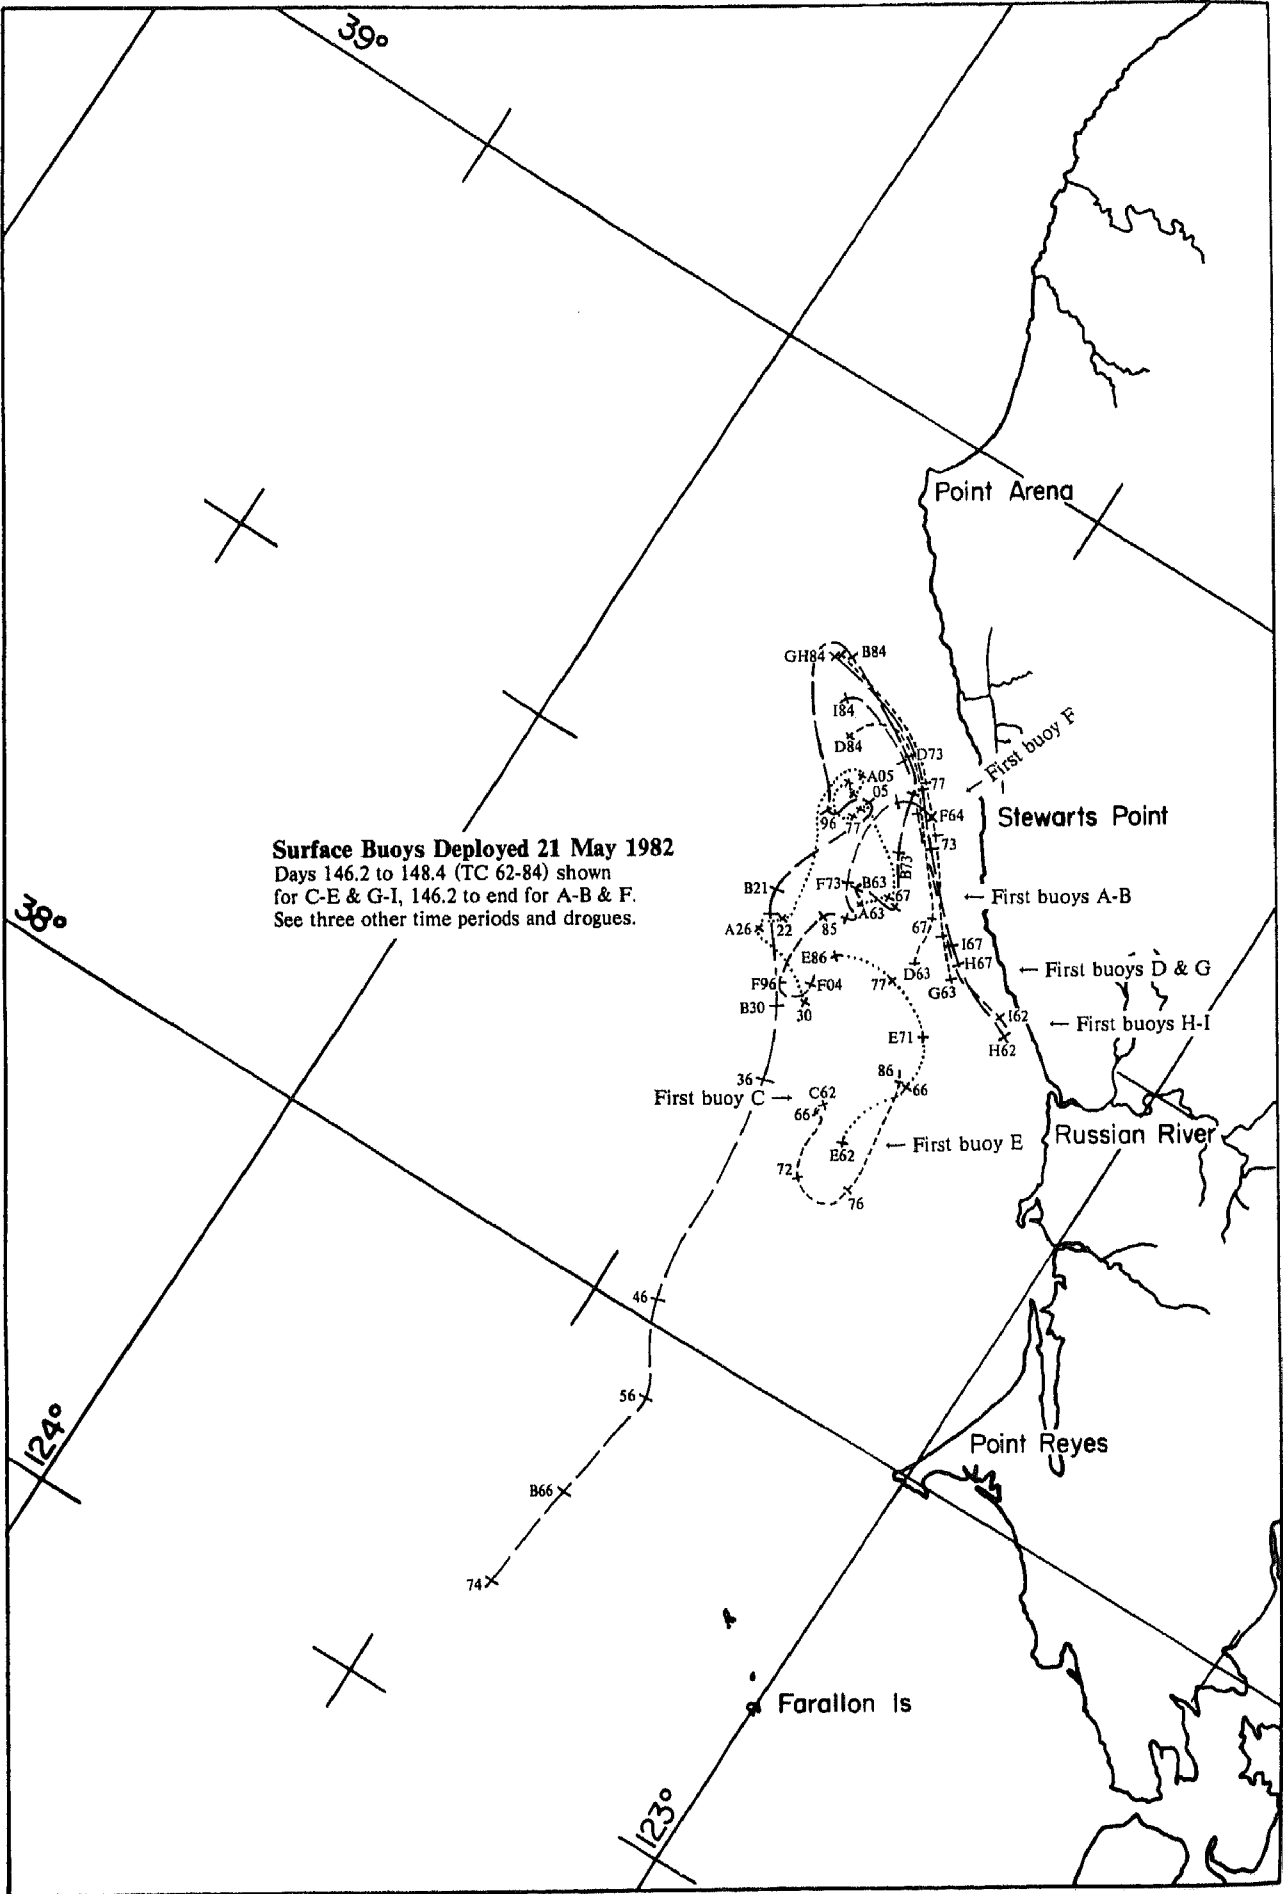 39°
Point Arena
GH84
B84
I84
D84
D73
First buoy F
A05
05
77
96
77
F64
Stewarts Point
73
Surface Buoys Deployed 21 May 1982
Days 146.2 to 148.4 (TC 62-84) shown
for C-E & G-I, 146.2 to end for A-B & F.
See three other time periods and drogues.
B73
B21
F73
B63
67
← First buoys A-B
A63
38°
A26
22
85
67
I67
E86
H67
← First buoys D & G
D63
F96
F04
77
G63
B30
30
I62
← First buoys H-I
E71
H62
36
86
First buoy C →
C62
66
66
Russian River
E62
← First buoy E
72
76
46
56
124°
Point Reyes
B66
74
Farallon Is
123°